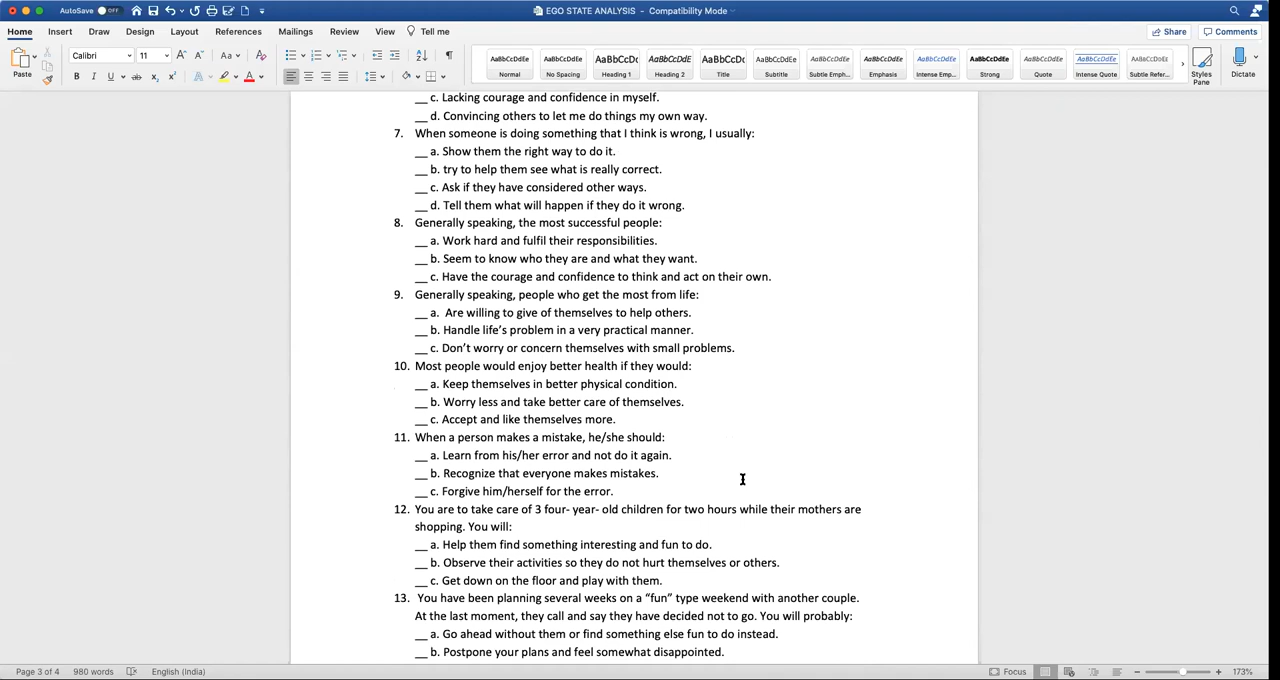 AutoSave OFF EGO STATE ANALYSIS - Compatibility Mode
Home Insert Draw Design Layout References Mailings Review View Tell me Share Comments
Paste Calibri 11 Aa Styles Pane Dictate
AaBbCcDdEe AaBbCcDdEe AaBbCcDc AaBbCcDdEe AaBbCcDc AaBbCcDdEe AaBbCcDdEe AaBbCcDdEe AaBbCcDdEe AaBbCcDdEe AaBbCcDdEe AaBbCcDdEe AaBbCcDdEe
Normal No Spacing Heading 1 Heading 2 Title Subtitle Subtle Emph... Emphasis Intense Emp... Strong Quote Intense Quote Subtle Refer...
__ c. Lacking courage and confidence in myself.
__ d. Convincing others to let me do things my own way.
7. When someone is doing something that I think is wrong, I usually:
__ a. Show them the right way to do it.
__ b. try to help them see what is really correct.
__ c. Ask if they have considered other ways.
__ d. Tell them what will happen if they do it wrong.
8. Generally speaking, the most successful people:
__ a. Work hard and fulfil their responsibilities.
__ b. Seem to know who they are and what they want.
__ c. Have the courage and confidence to think and act on their own.
9. Generally speaking, people who get the most from life:
__ a. Are willing to give of themselves to help others.
__ b. Handle life's problem in a very practical manner.
__ c. Don't worry or concern themselves with small problems.
10. Most people would enjoy better health if they would:
__ a. Keep themselves in better physical condition.
__ b. Worry less and take better care of themselves.
__ c. Accept and like themselves more.
11. When a person makes a mistake, he/she should:
__ a. Learn from his/her error and not do it again.
__ b. Recognize that everyone makes mistakes.
__ c. Forgive him/herself for the error.
12. You are to take care of 3 four- year- old children for two hours while their mothers are
shopping. You will:
__ a. Help them find something interesting and fun to do.
__ b. Observe their activities so they do not hurt themselves or others.
__ c. Get down on the floor and play with them.
13. You have been planning several weeks on a “fun” type weekend with another couple.
At the last moment, they call and say they have decided not to go. You will probably:
__ a. Go ahead without them or find something else fun to do instead.
__ b. Postpone your plans and feel somewhat disappointed.
Page 3 of 4 980 words English (India) Focus 173%